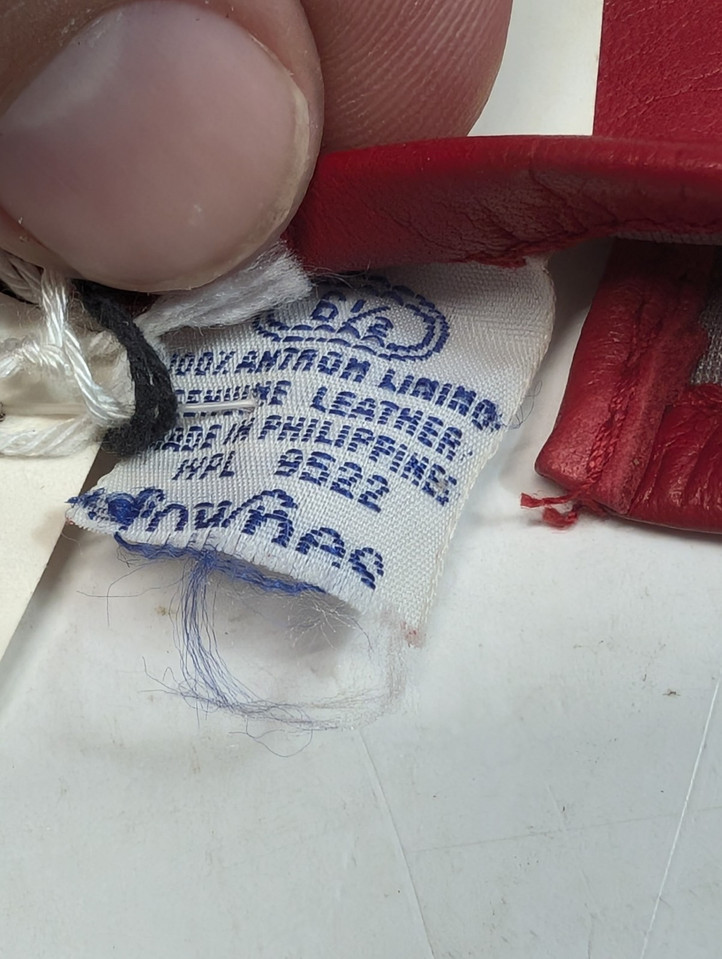 6½
100% ANTRON LINING
GENUINE LEATHER
MADE IN PHILIPPINES
HPL 9522